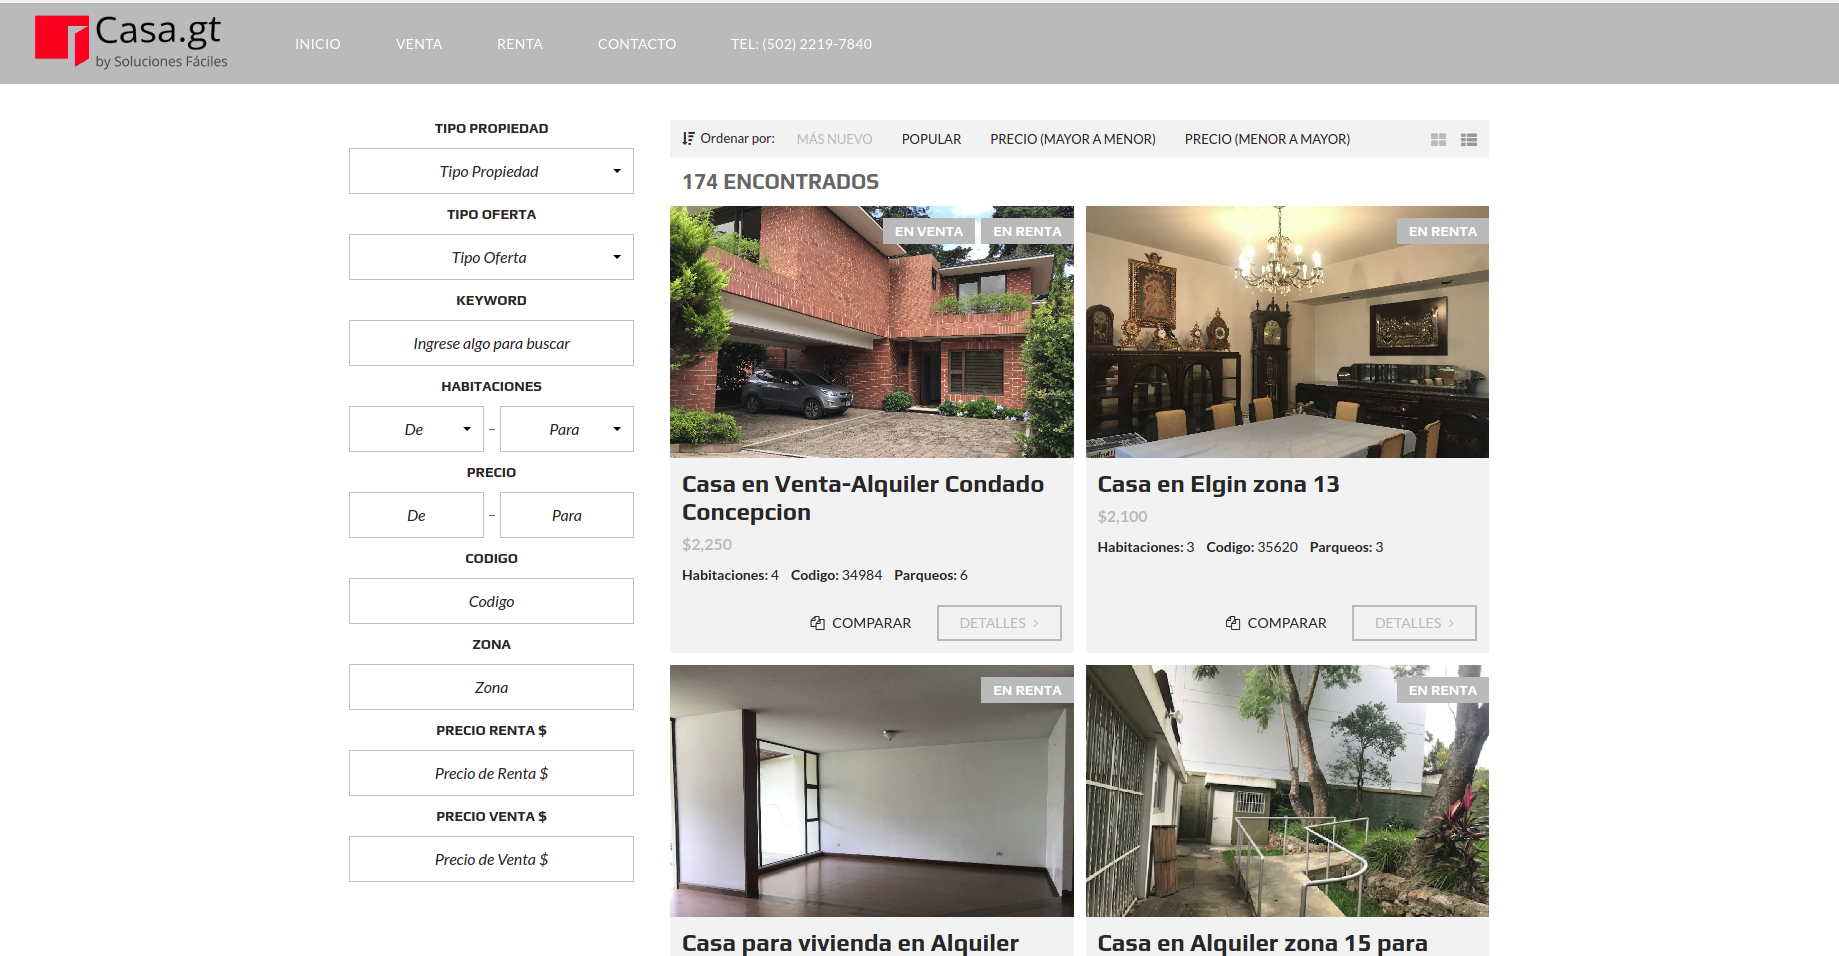 Casa.gt
by Soluciones Fáciles
INICIO
VENTA
RENTA
CONTACTO
TEL: (502) 2219-7840
TIPO PROPIEDAD
Tipo Propiedad
TIPO OFERTA
Tipo Oferta
KEYWORD
Ingrese algo para buscar
HABITACIONES
De – Para
PRECIO
De – Para
CODIGO
Codigo
ZONA
Zona
PRECIO RENTA $
Precio de Renta $
PRECIO VENTA $
Precio de Venta $
Ordenar por: MÁS NUEVO POPULAR PRECIO (MAYOR A MENOR) PRECIO (MENOR A MAYOR)
174 ENCONTRADOS
EN VENTA EN RENTA
Casa en Venta-Alquiler Condado
Concepcion
$2,250
Habitaciones: 4 Codigo: 34984 Parqueos: 6
COMPARAR DETALLES
EN RENTA
Casa en Elgin zona 13
$2,100
Habitaciones: 3 Codigo: 35620 Parqueos: 3
COMPARAR DETALLES
EN RENTA
Casa para vivienda en Alquiler
EN RENTA
Casa en Alquiler zona 15 para